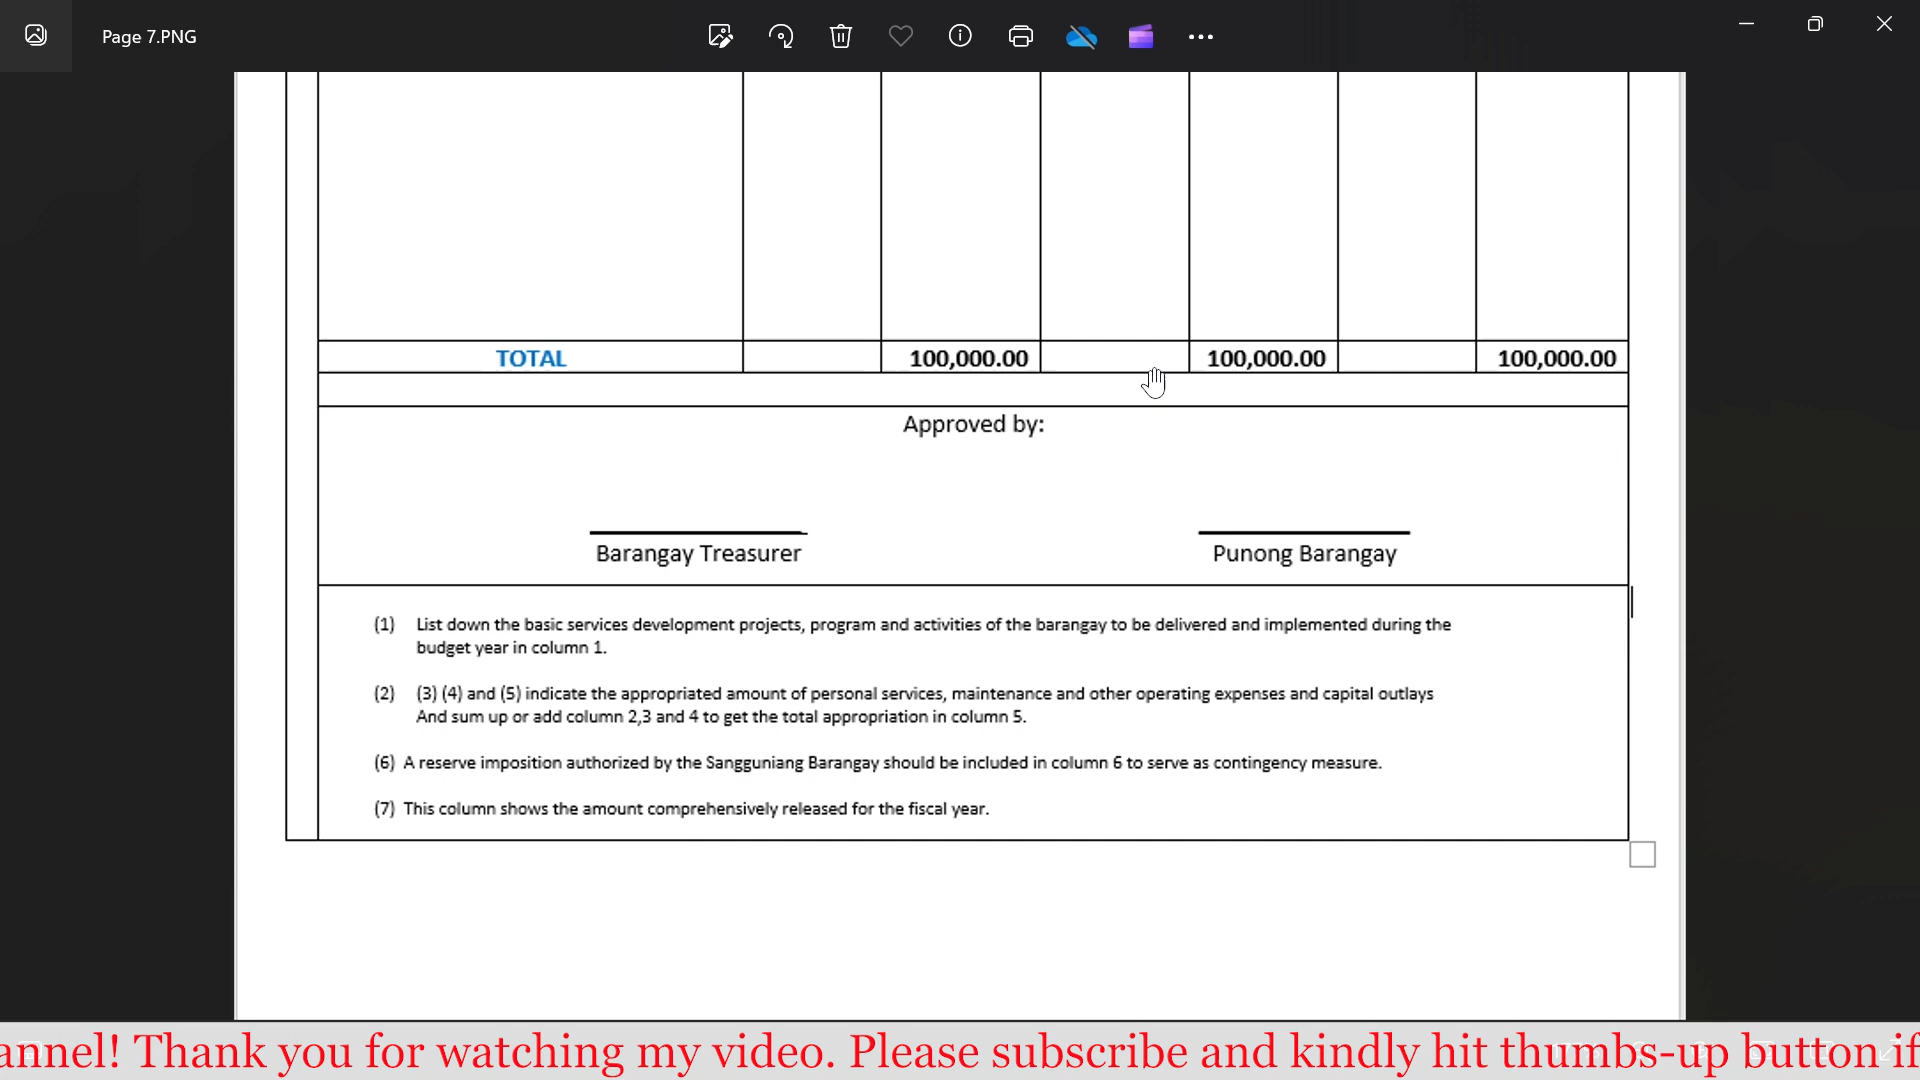 Page 7.PNG
TOTAL 100,000.00 100,000.00 100,000.00
Approved by:
Barangay Treasurer Punong Barangay
(1) List down the basic services development projects, program and activities of the barangay to be delivered and implemented during the
budget year in column 1.
(2) (3) (4) and (5) indicate the appropriated amount of personal services, maintenance and other operating expenses and capital outlays
And sum up or add column 2,3 and 4 to get the total appropriation in column 5.
(6) A reserve imposition authorized by the Sangguniang Barangay should be included in column 6 to serve as contingency measure.
(7) This column shows the amount comprehensively released for the fiscal year.
annel! Thank you for watching my video. Please subscribe and kindly hit thumbs-up button if